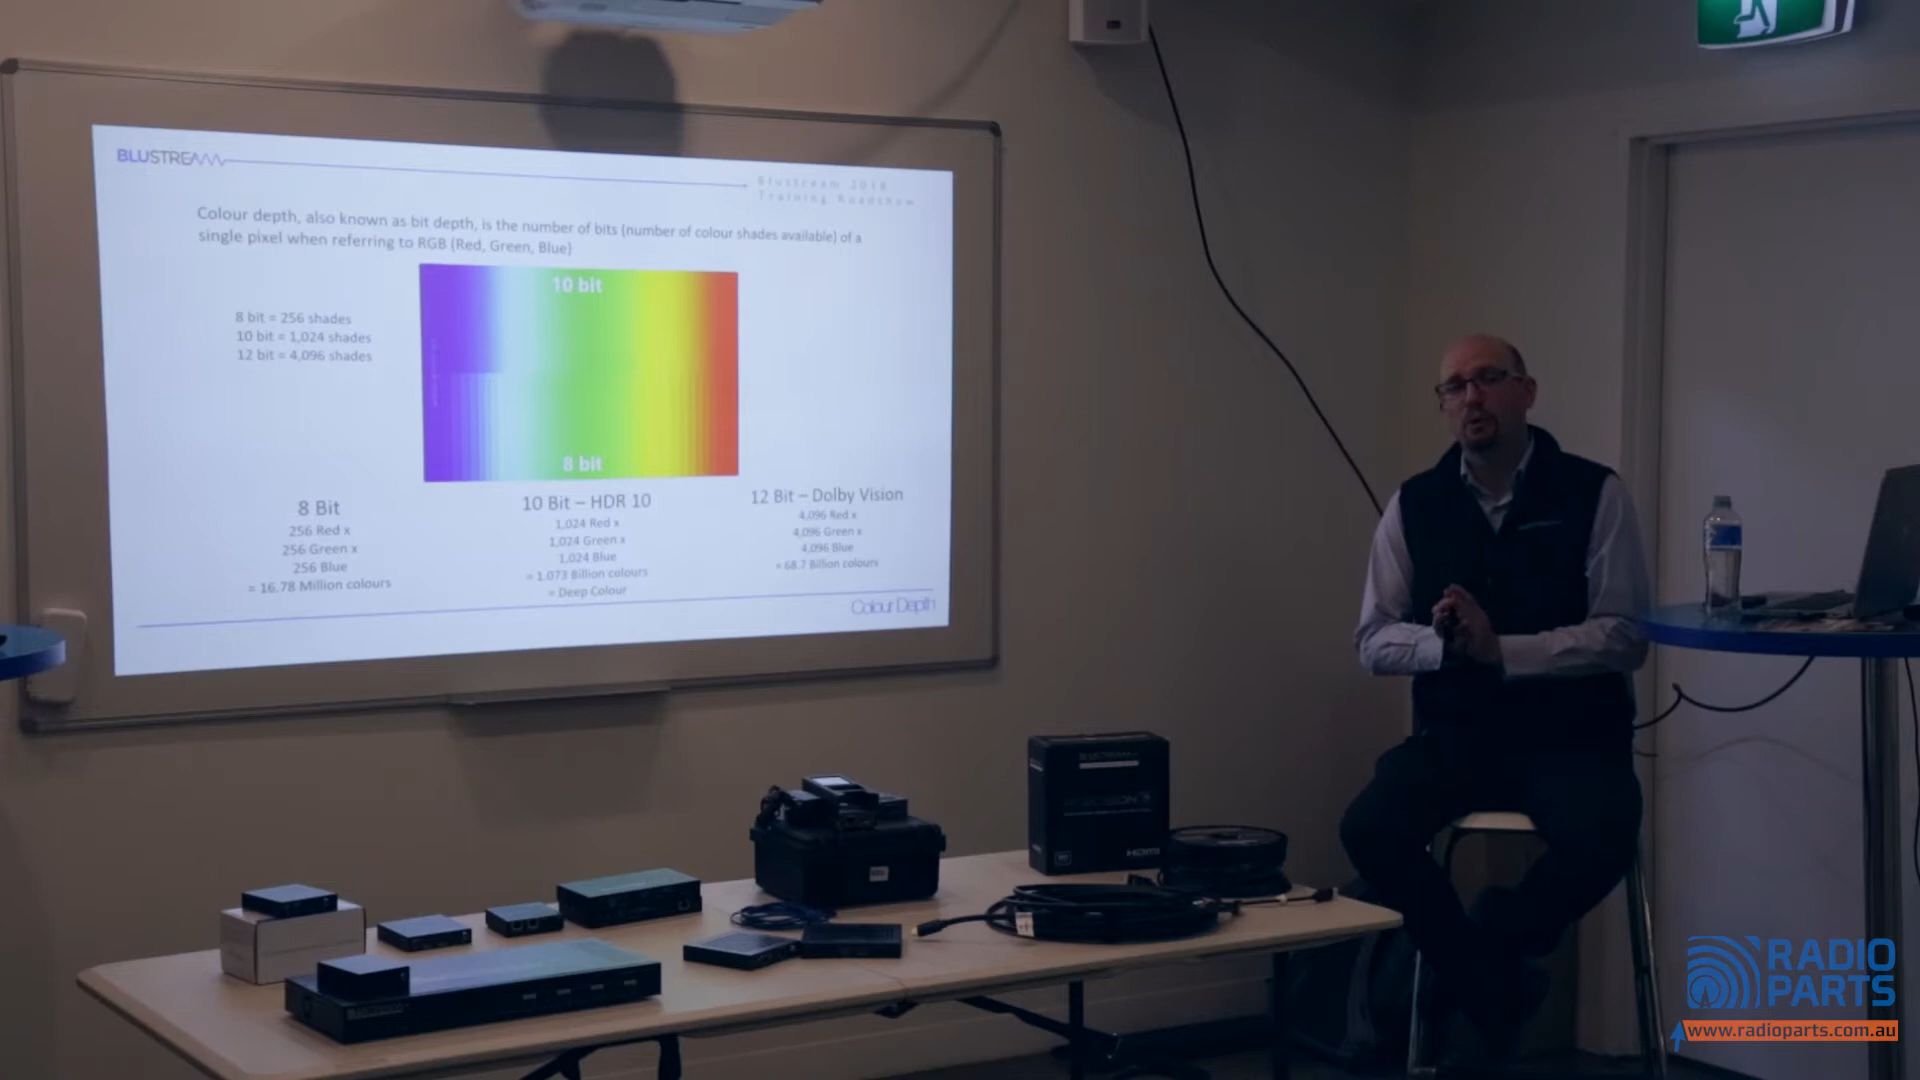 BLUSTREAM
Blustream 2018
Training Roadshow
Colour depth, also known as bit depth, is the number of bits (number of colour shades available) of a
single pixel when referring to RGB (Red, Green, Blue)
10 bit
8 bit = 256 shades
10 bit = 1,024 shades
12 bit = 4,096 shades
8 bit
8 Bit
256 Red x
256 Green x
256 Blue
= 16.78 Million colours
10 Bit – HDR 10
1,024 Red x
1,024 Green x
1,024 Blue
= 1.073 Billion colours
= Deep Colour
12 Bit – Dolby Vision
4,096 Red x
4,096 Green x
4,096 Blue
= 68.7 Billion colours
Colour Depth
BLUSTREAM
PRECISION
HDMI
RADIO
PARTS
www.radioparts.com.au